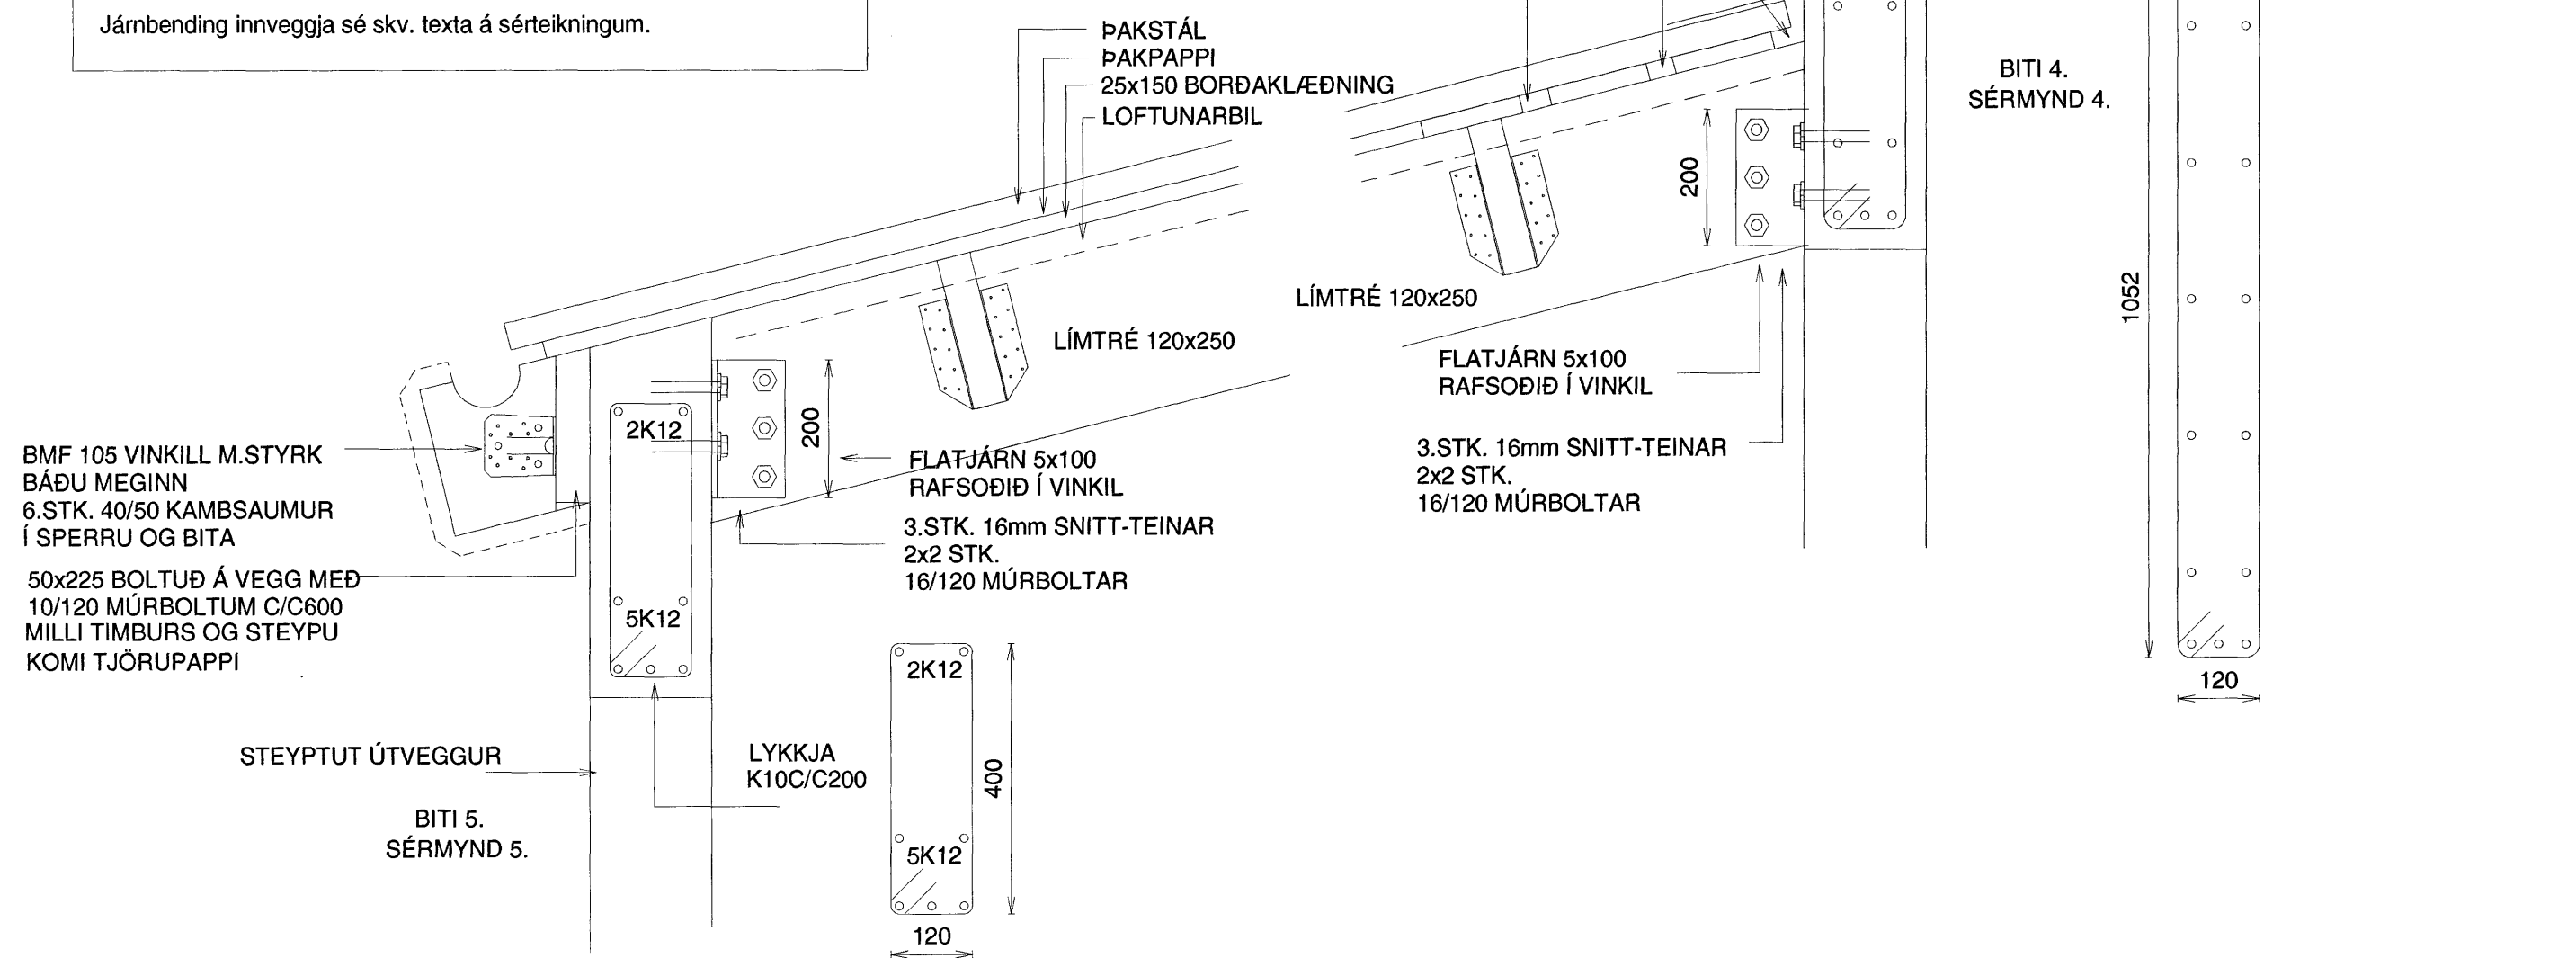 Járnbending innveggja sé skv. texta á sérteikningum.
ÞAKSTÁL
ÞAKPAPPI
25x150 BORÐAKLÆÐNING
LOFTUNARBIL
BITI 4.
SÉRMYND 4.
200
1052
120
LÍMTRÉ 120x250
FLATJÁRN 5x100
RAFSOÐIÐ Í VINKIL
3.STK. 16mm SNITT-TEINAR
2x2 STK.
16/120 MÚRBOLTAR
LÍMTRÉ 120x250
200
FLATJÁRN 5x100
RAFSOÐIÐ Í VINKIL
3.STK. 16mm SNITT-TEINAR
2x2 STK.
16/120 MÚRBOLTAR
2K12
5K12
BMF 105 VINKILL M.STYRK
BÁÐU MEGINN
6.STK. 40/50 KAMBSAUMUR
Í SPERRU OG BITA
50x225 BOLTUÐ Á VEGG MEÐ
10/120 MÚRBOLTUM C/C600
MILLI TIMBURS OG STEYPU
KOMI TJÖRUPAPPI
STEYPTUT ÚTVEGGUR
LYKKJA
K10C/C200
BITI 5.
SÉRMYND 5.
2K12
5K12
400
120